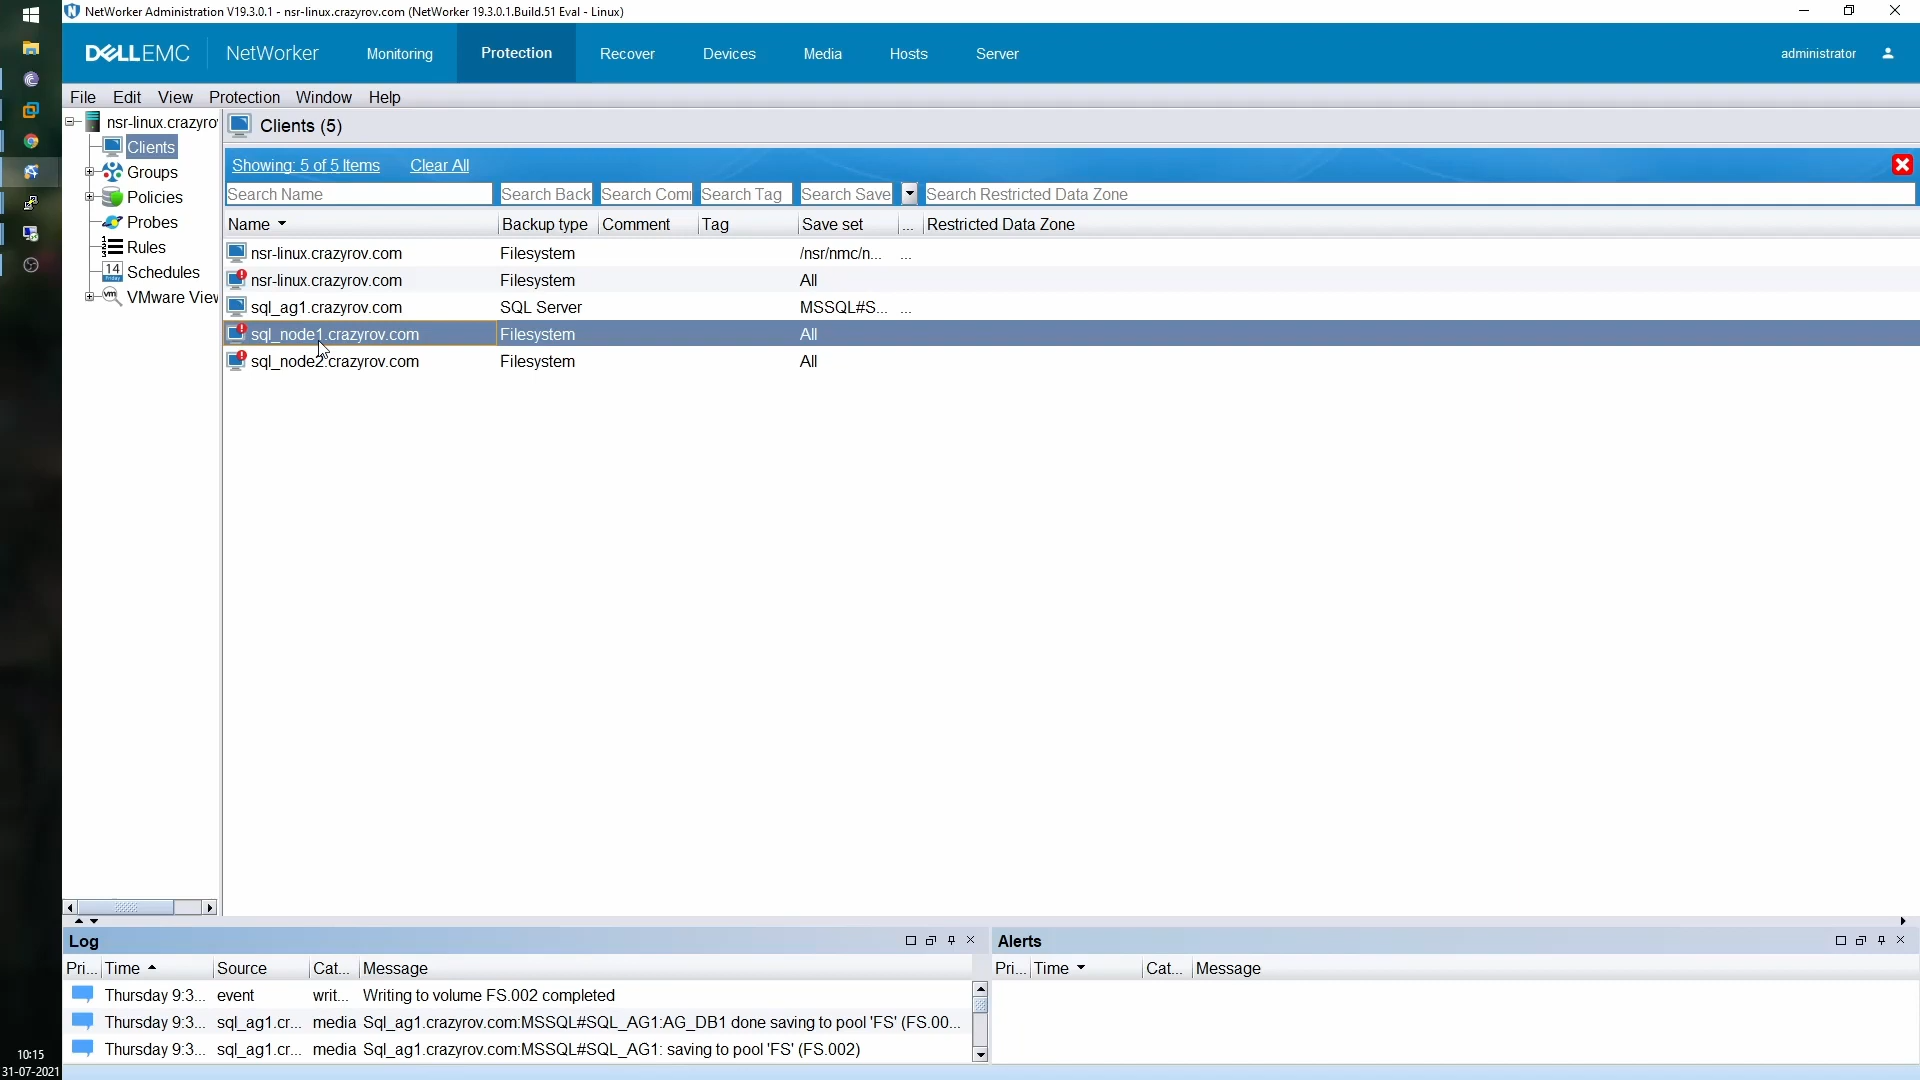 NetWorker Administration V19.3.0.1 - nsr-linux.crazyrov.com (NetWorker 19.3.0.1.Build.51 Eval - Linux)
DELLEMC NetWorker Monitoring Protection Recover Devices Media Hosts Server administrator
File Edit View Protection Window Help
nsr-linux.crazyrov
Clients (5)
Clients
Groups
Policies
Probes
Rules
14 Schedules
vm VMware View
Showing: 5 of 5 Items Clear All
Search Name Search Back Search Com Search Tag Search Save Search Restricted Data Zone
Name Backup type Comment Tag Save set ... Restricted Data Zone
nsr-linux.crazyrov.com Filesystem /nsr/nmc/n... ...
nsr-linux.crazyrov.com Filesystem All
sql_ag1.crazyrov.com SQL Server MSSQL#S... ...
sql_node1.crazyrov.com Filesystem All
sql_node2.crazyrov.com Filesystem All
Log
Pri... Time Source Cat... Message
Thursday 9:3... event writ... Writing to volume FS.002 completed
Thursday 9:3... sql_ag1.cr... media Sql_ag1.crazyrov.com:MSSQL#SQL_AG1:AG_DB1 done saving to pool 'FS' (FS.00...
Thursday 9:3... sql_ag1.cr... media Sql_ag1.crazyrov.com:MSSQL#SQL_AG1: saving to pool 'FS' (FS.002)
Alerts
Pri... Time Cat... Message
10:15
31-07-2021